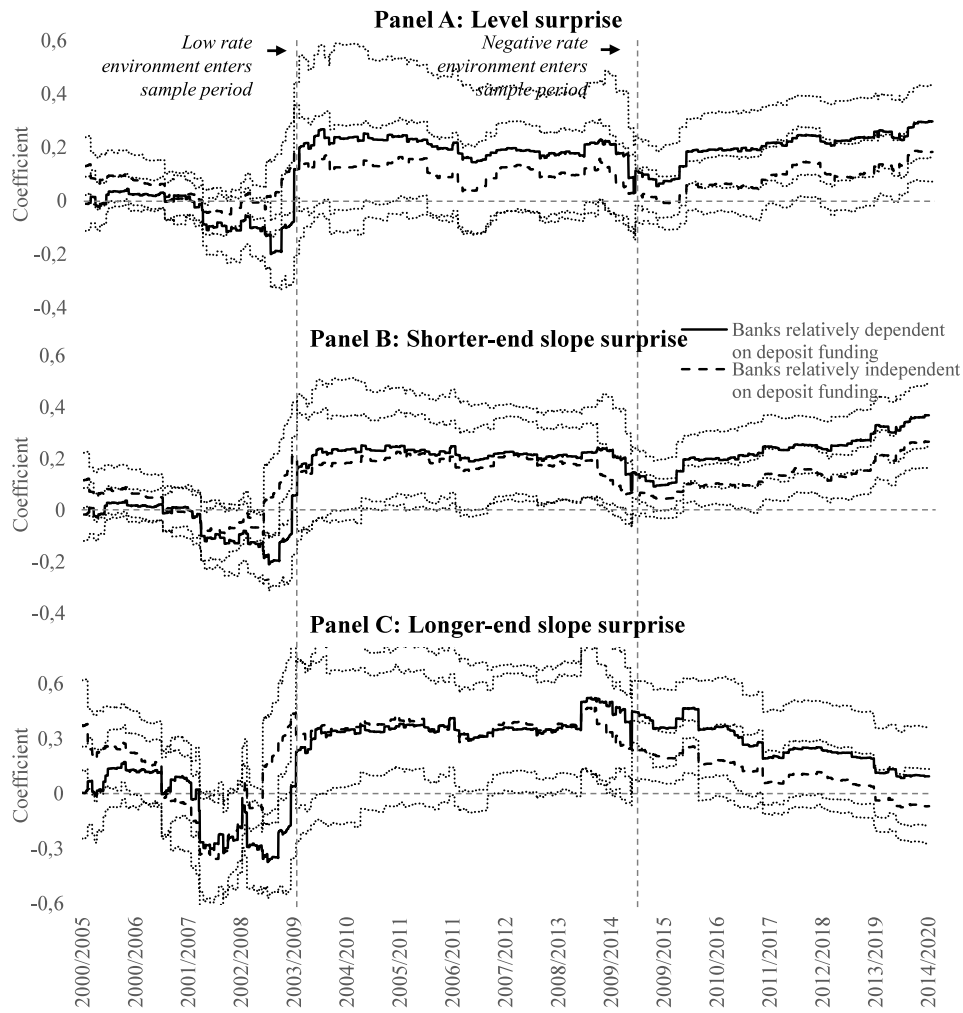 Panel A: Level surprise
Low rate
environment enters
sample period
Negative rate
environment enters
sample period
Coefficient
0,6
0,4
0,2
0
-0,2
-0,4
Panel B: Shorter-end slope surprise
Banks relatively dependent
on deposit funding
Banks relatively independent
on deposit funding
Coefficient
0,6
0,4
0,2
0
-0,2
-0,4
Panel C: Longer-end slope surprise
Coefficient
0,6
0,3
0
-0,3
-0,6
2000/2005
2000/2006
2001/2007
2002/2008
2003/2009
2004/2010
2005/2011
2006/2011
2007/2012
2008/2013
2009/2014
2009/2015
2010/2016
2011/2017
2012/2018
2013/2019
2014/2020